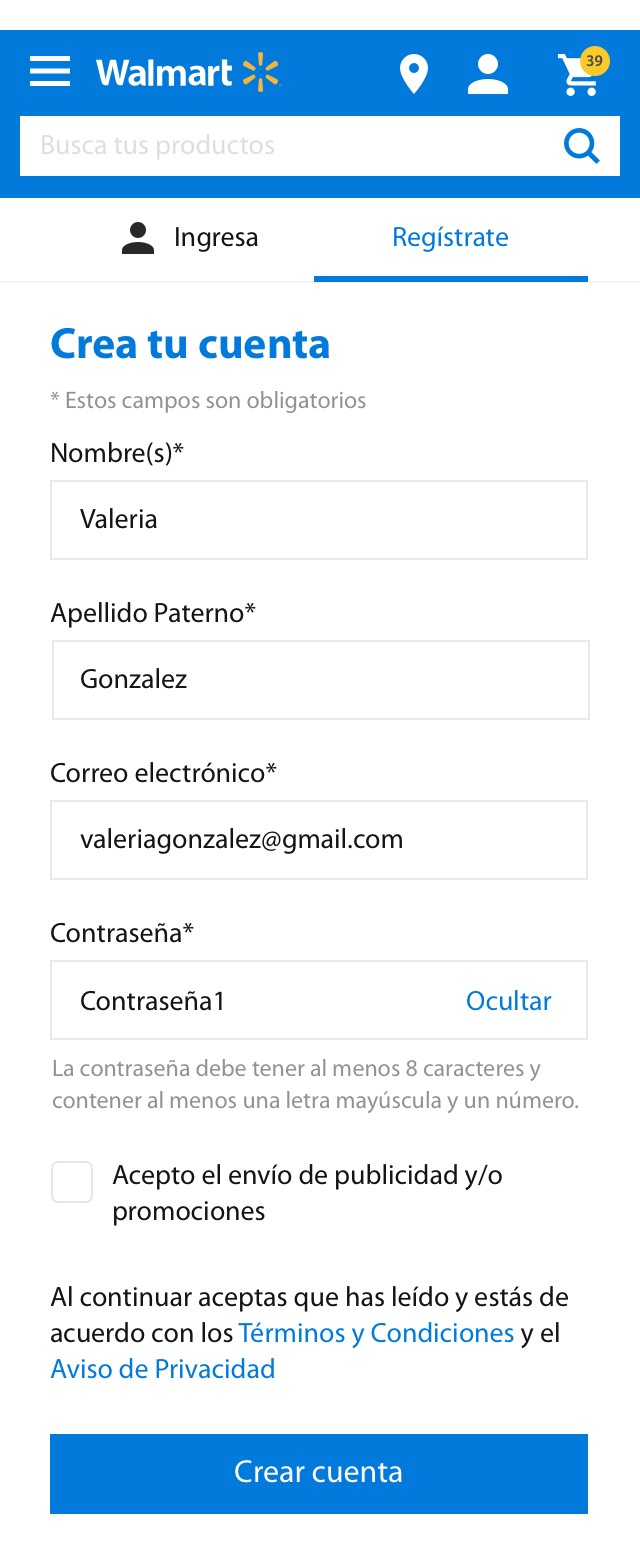 Walmart
39
Busca tus productos
Ingresa
Regístrate
Crea tu cuenta
* Estos campos son obligatorios
Nombre(s)*
Valeria
Apellido Paterno*
Gonzalez
Correo electrónico*
valeriagonzalez@gmail.com
Contraseña*
Contraseña1
Ocultar
La contraseña debe tener al menos 8 caracteres y
contener al menos una letra mayúscula y un número.
Acepto el envío de publicidad y/o
promociones
Al continuar aceptas que has leído y estás de
acuerdo con los Términos y Condiciones y el
Aviso de Privacidad
Crear cuenta